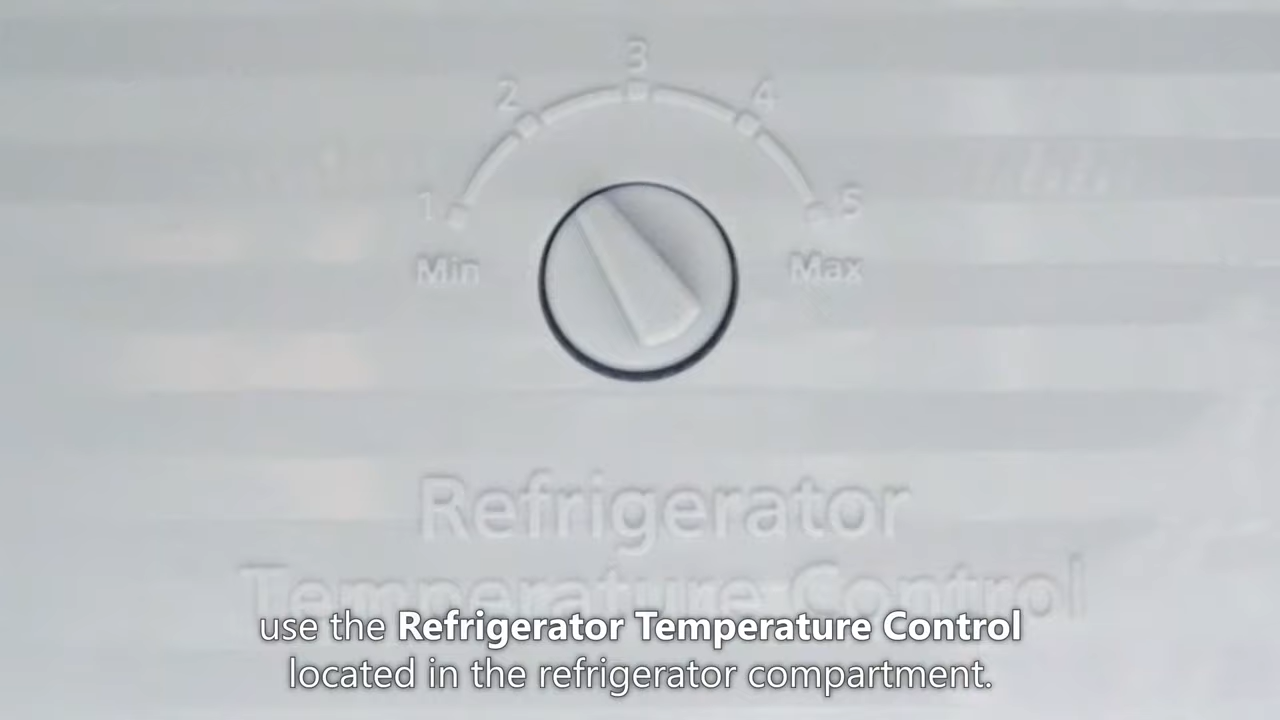 3
2 4
1 5
Min Max
Refrigerator
Temperature Control
use the Refrigerator Temperature Control
located in the refrigerator compartment.